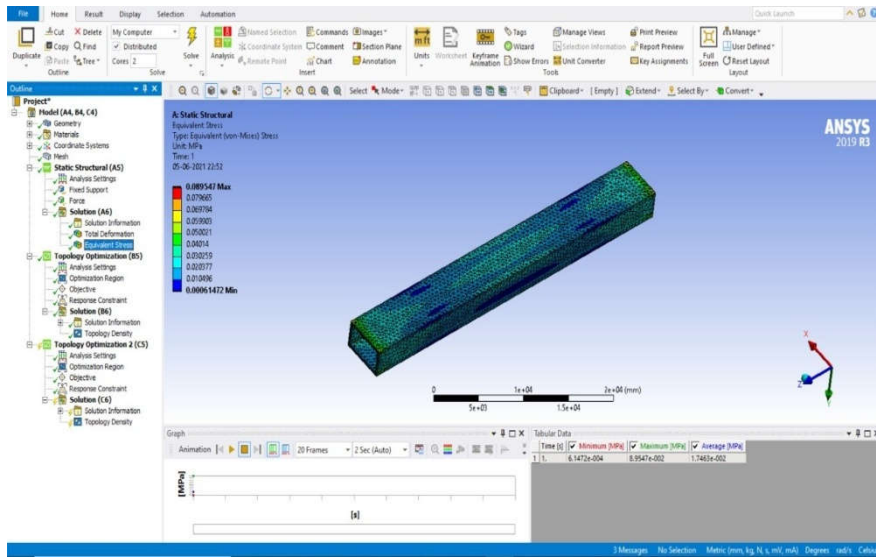 File Home Result Display Selection Automation Quick Launch
Duplicate
Cut X Delete
Copy Find
Paste Tree
Outline
My Computer
Distributed
Cores 2
Solve
Solve
Analysis
Named Selection
Coordinate System
Remote Point
Commands
Comment
Chart
Images
Section Plane
Annotation
Insert
Units Worksheet Keyframe Animation
Tags
Wizard
Show Errors
Manage Views
Selection Information
Unit Converter
Print Preview
Report Preview
Key Assignments
Tools
Full Screen
Manage
User Defined
Reset Layout
Layout
Outline
Select Mode Clipboard [ Empty ] Extend Select By Convert
Project*
Model (A4, B4, C4)
Geometry
Materials
Coordinate Systems
Mesh
Static Structural (A5)
Analysis Settings
Fixed Support
Force
Solution (A6)
Solution Information
Total Deformation
Equivalent Stress
Topology Optimization (B5)
Analysis Settings
Optimization Region
Objective
Response Constraint
Solution (B6)
Solution Information
Topology Density
Topology Optimization 2 (C5)
Analysis Settings
Optimization Region
Objective
Response Constraint
Solution (C6)
Solution Information
Topology Density
A: Static Structural
Equivalent Stress
Type: Equivalent (von-Mises) Stress
Unit: MPa
Time: 1
05-06-2021 22:52
0.089547 Max
0.079665
0.069784
0.059903
0.050021
0.04014
0.030259
0.020377
0.010496
0.00061472 Min
ANSYS
2019 R3
X
Z
Y
0 1e+04 2e+04 (mm)
5e+03 1.5e+04
Graph
Animation 20 Frames 2 Sec (Auto)
[MPa]
[s]
Tabular Data
Time [s] Minimum [MPa] Maximum [MPa] Average [MPa]
1 1. 6.1472e-004 8.9547e-002 1.7463e-002
3 Messages No Selection Metric (mm, kg, N, s, mV, mA) Degrees rad/s Celsiu